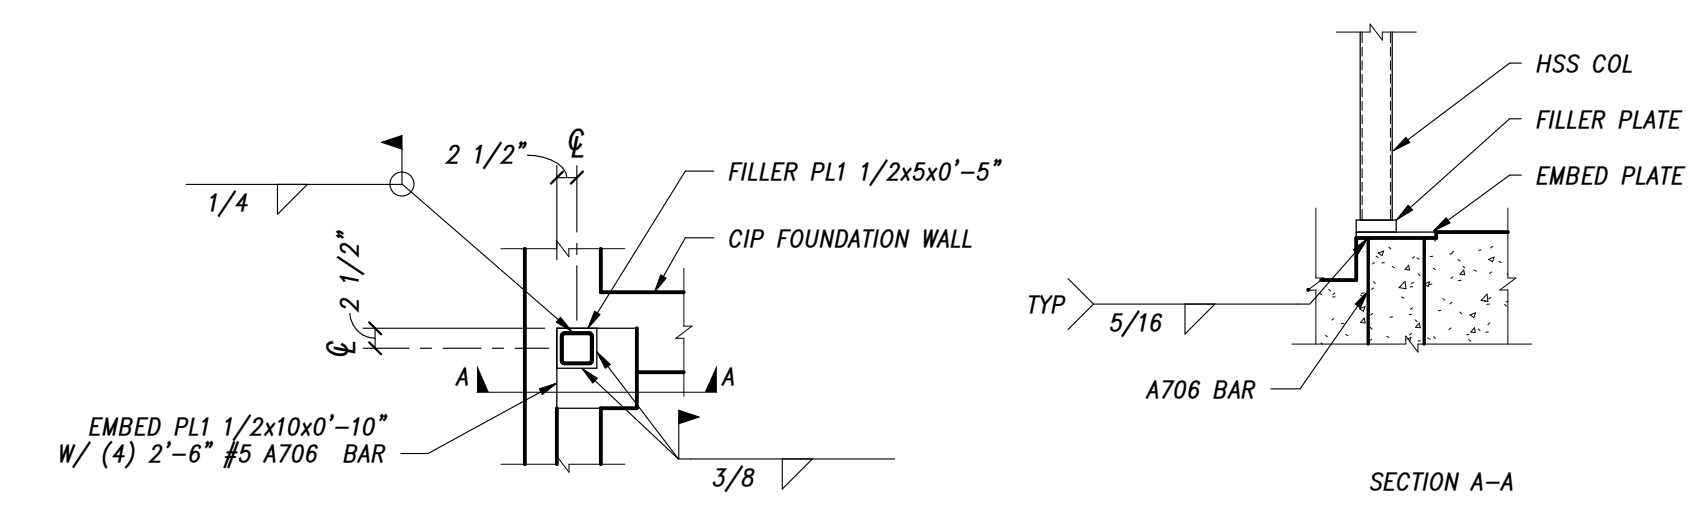 2 1/2"
℄
FILLER PL1 1/2x5x0'-5"
1/4
CIP FOUNDATION WALL
2 1/2"
℄
A
A
EMBED PL1 1/2x10x0'-10"
W/ (4) 2'-6" #5 A706 BAR
3/8
HSS COL
FILLER PLATE
EMBED PLATE
TYP
5/16
A706 BAR
SECTION A-A